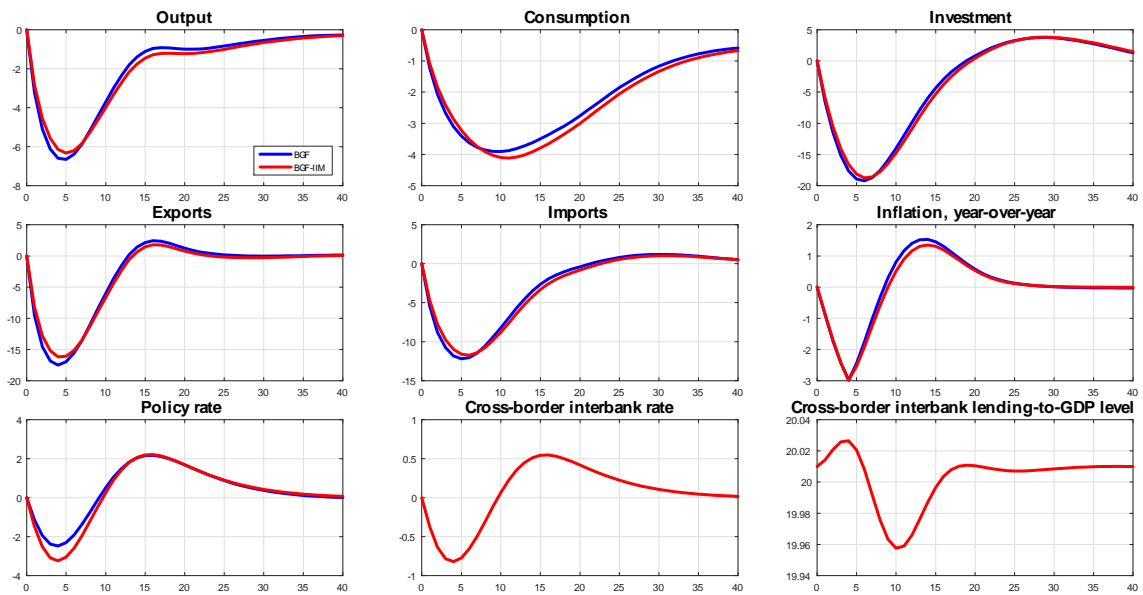 Output
Consumption
Investment
0
-2
-4
-6
-8
BGF
BGF-IIM
0 5 10 15 20 25 30 35 40
0
-1
-2
-3
-4
-5
0 5 10 15 20 25 30 35 40
5
0
-5
-10
-15
-20
0 5 10 15 20 25 30 35 40
Exports
Imports
Inflation, year-over-year
5
0
-5
-10
-15
-20
0 5 10 15 20 25 30 35 40
5
0
-5
-10
-15
0 5 10 15 20 25 30 35 40
2
1
0
-1
-2
-3
0 5 10 15 20 25 30 35 40
Policy rate
Cross-border interbank rate
Cross-border interbank lending-to-GDP level
4
2
0
-2
-4
0 5 10 15 20 25 30 35 40
1
0.5
0
-0.5
-1
0 5 10 15 20 25 30 35 40
20.04
20.02
20
19.98
19.96
19.94
0 5 10 15 20 25 30 35 40